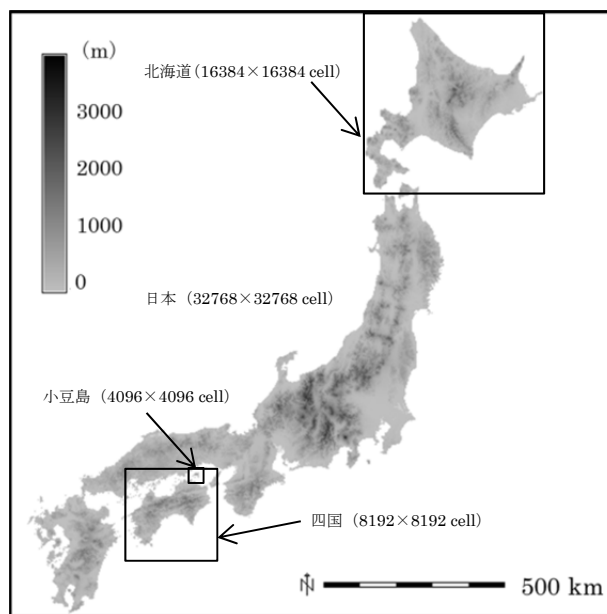 (m)
北海道(16384×16384 cell)
3000
2000
1000
0
日本 (32768×32768 cell)
小豆島 (4096×4096 cell)
四国 (8192×8192 cell)
N
500 km